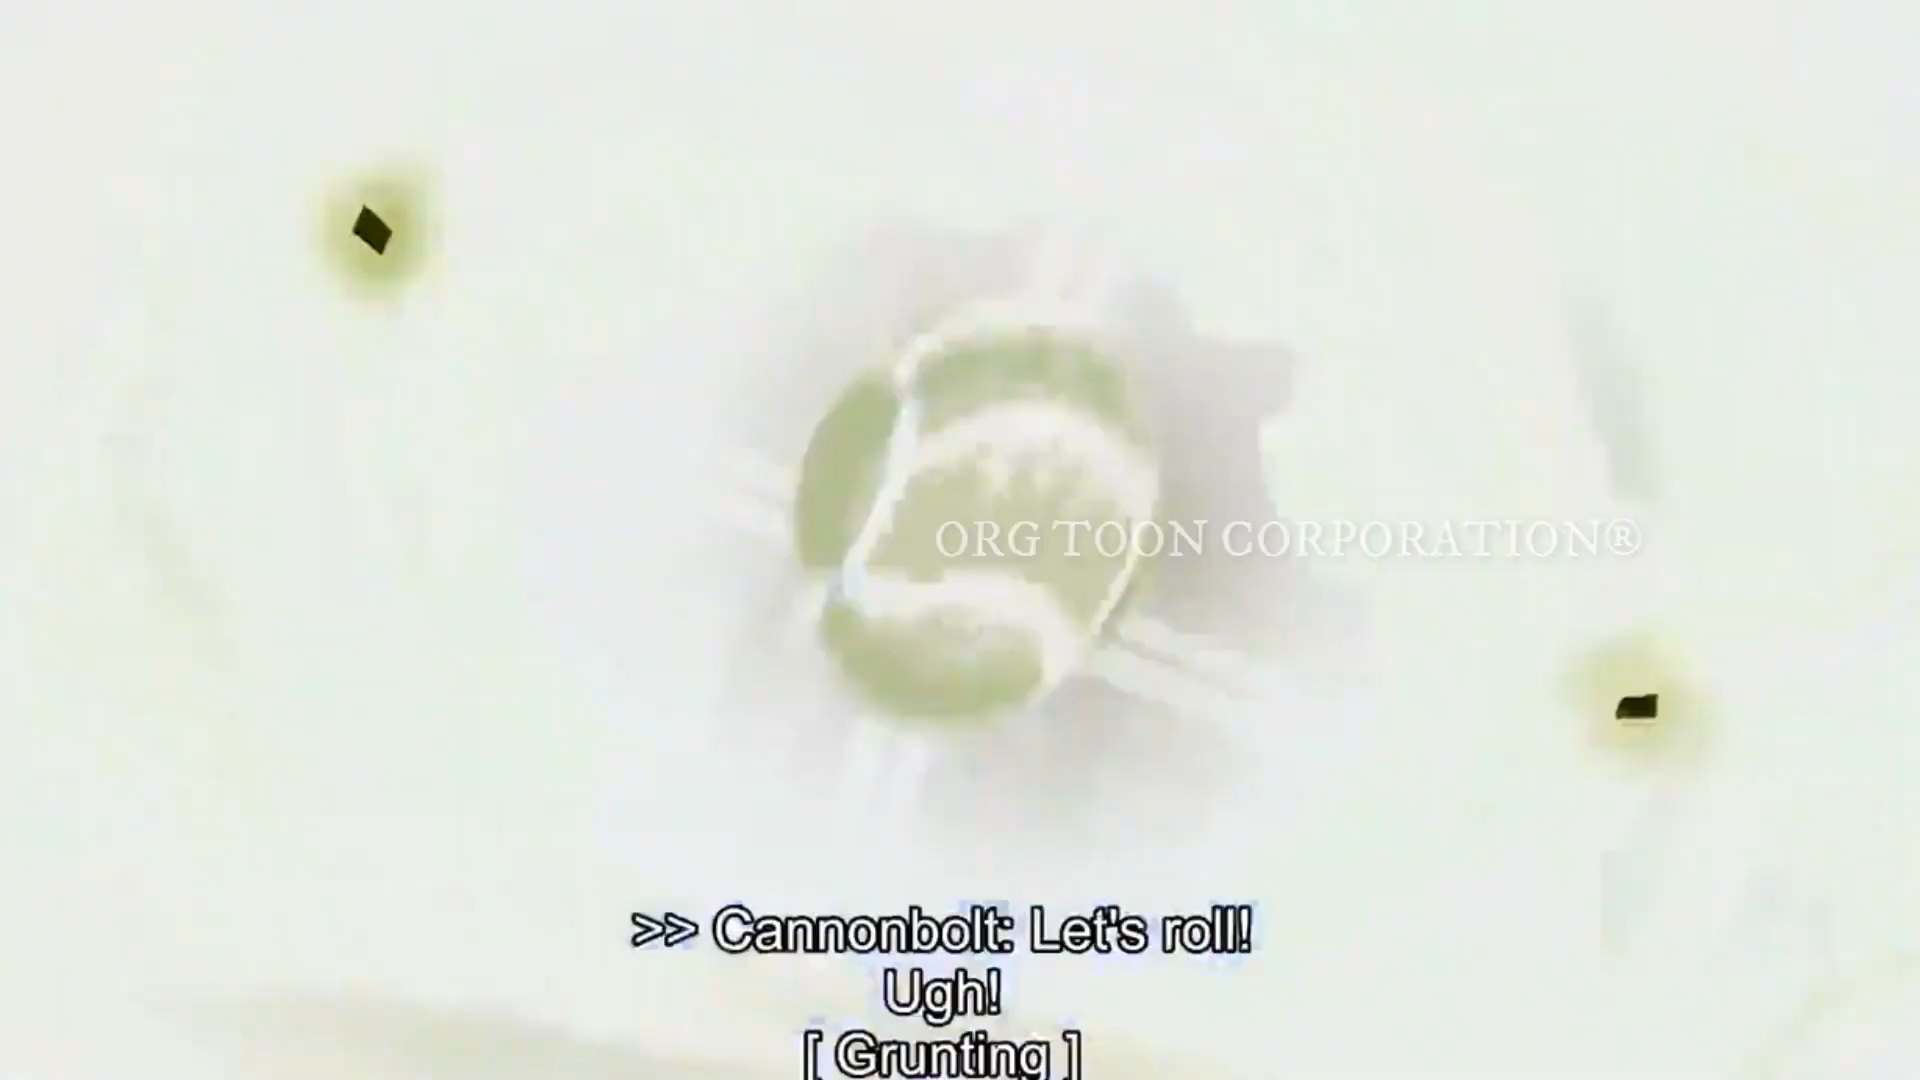 ORG TOON CORPORATION®
>> Cannonbolt: Let's roll!
Ugh!
[ Grunting ]